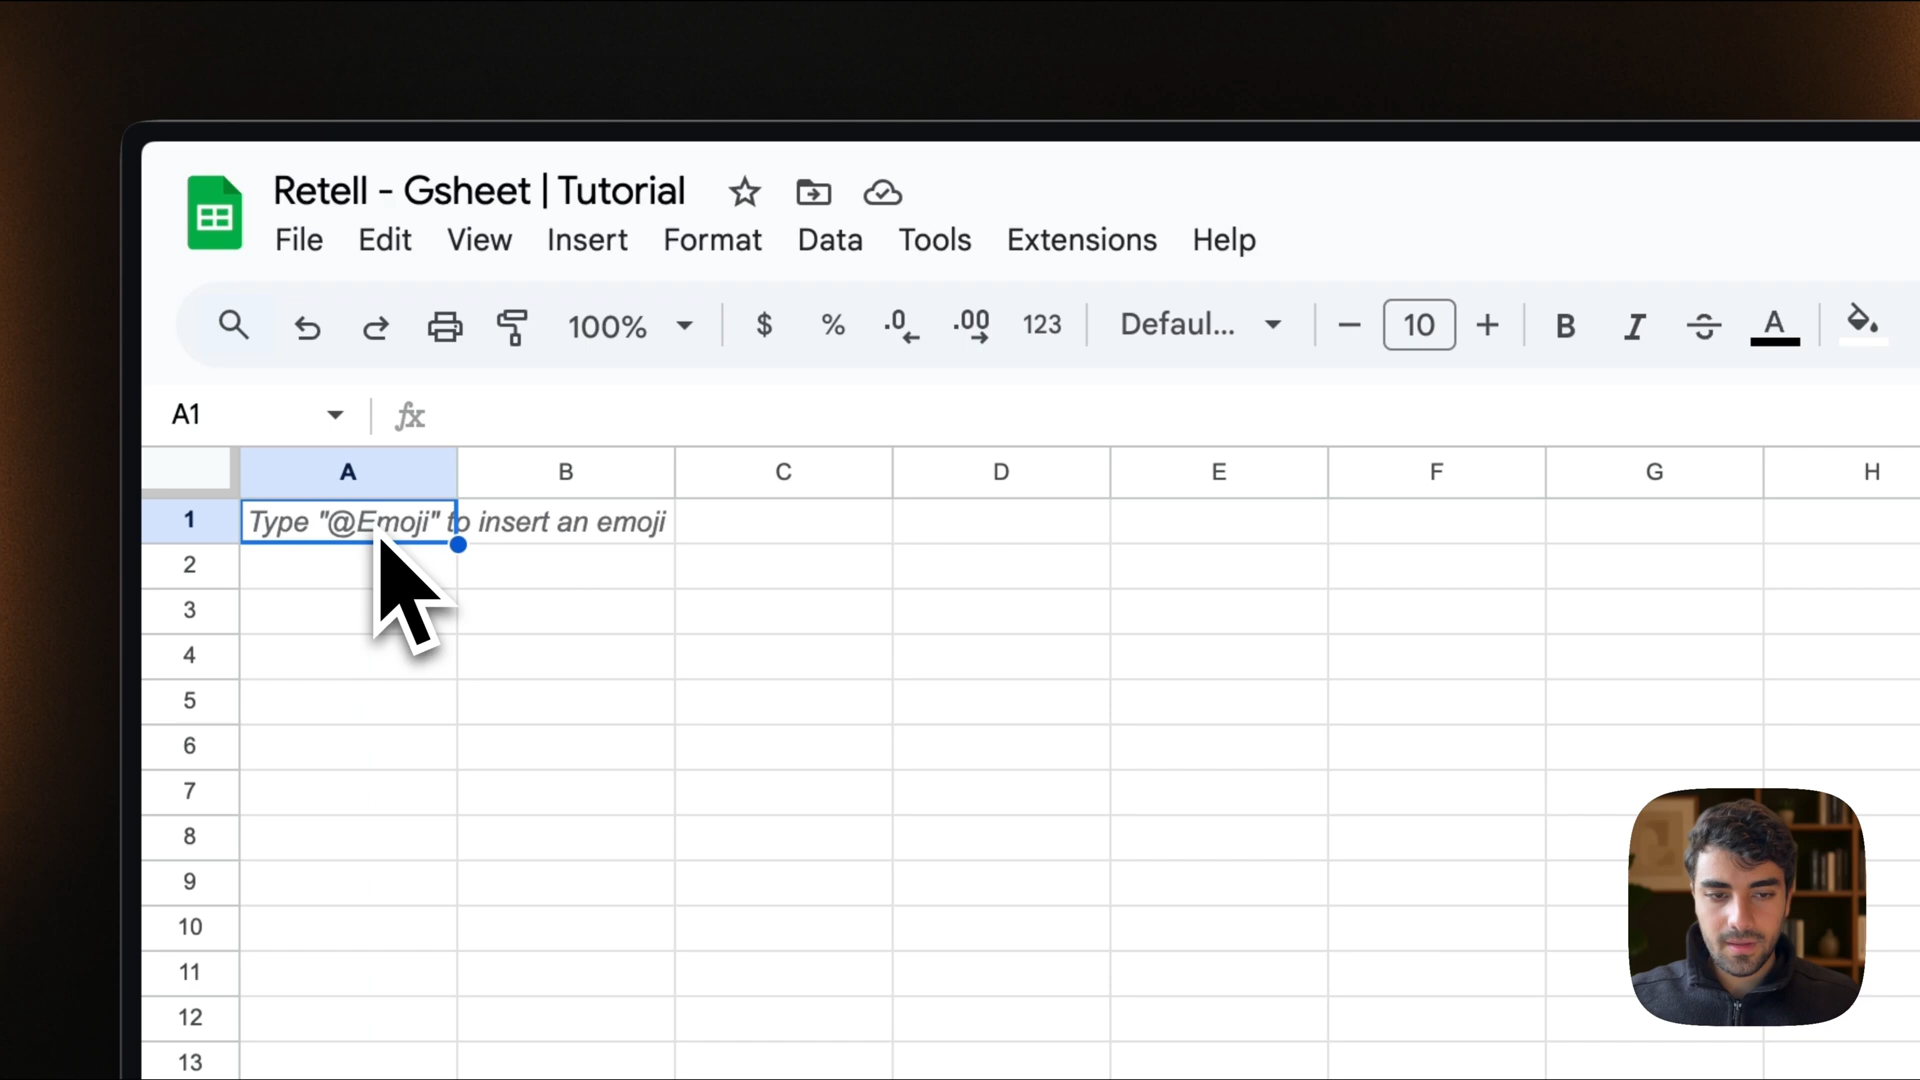 Retell - Gsheet | Tutorial
File Edit View Insert Format Data Tools Extensions Help
100% $ % .0 .00 123 Defaul... 10 B I A
A1 fx
A B C D E F G H
1 Type "@Emoji" to insert an emoji
2
3
4
5
6
7
8
9
10
11
12
13